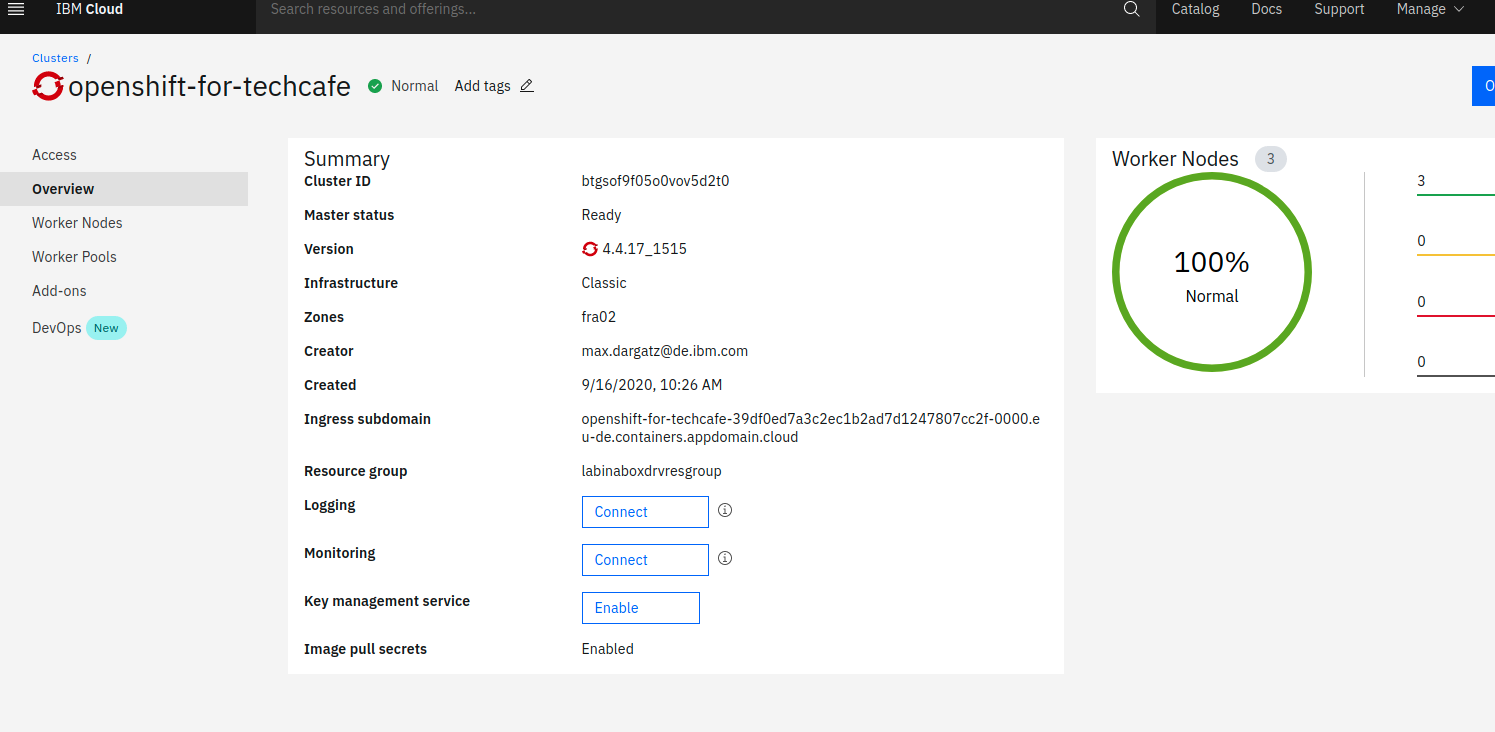 IBM Cloud
Search resources and offerings...
Catalog
Docs
Support
Manage
Clusters /
openshift-for-techcafe
Normal
Add tags
O
Access
Overview
Worker Nodes
Worker Pools
Add-ons
DevOps New
Summary
Cluster ID btgsof9f05o0vov5d2t0
Master status Ready
Version 4.4.17_1515
Infrastructure Classic
Zones fra02
Creator max.dargatz@de.ibm.com
Created 9/16/2020, 10:26 AM
Ingress subdomain openshift-for-techcafe-39df0ed7a3c2ec1b2ad7d1247807cc2f-0000.e
u-de.containers.appdomain.cloud
Resource group labinaboxdrvresgroup
Logging Connect
Monitoring Connect
Key management service Enable
Image pull secrets Enabled
Worker Nodes 3
100%
Normal
3
0
0
0